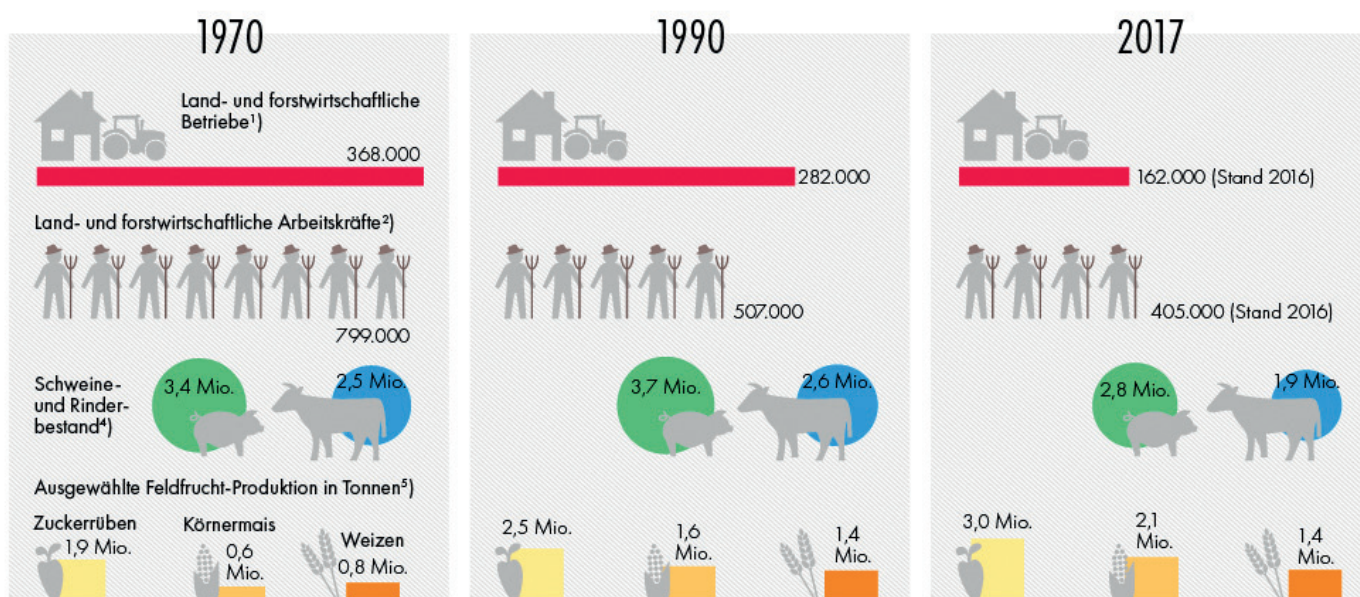 1970
Land- und forstwirtschaftliche
Betriebe¹)
368.000
Land- und forstwirtschaftliche Arbeitskräfte²)
799.000
Schweine-
und Rinder-
bestand⁴)
3,4 Mio.
2,5 Mio.
Ausgewählte Feldfrucht-Produktion in Tonnen⁵)
Zuckerrüben
1,9 Mio.
Körnermais
0,6
Mio.
Weizen
0,8 Mio.
1990
282.000
507.000
3,7 Mio.
2,6 Mio.
2,5 Mio.
1,6
Mio.
1,4
Mio.
2017
162.000 (Stand 2016)
405.000 (Stand 2016)
2,8 Mio.
1,9 Mio.
3,0 Mio.
2,1
Mio.
1,4
Mio.